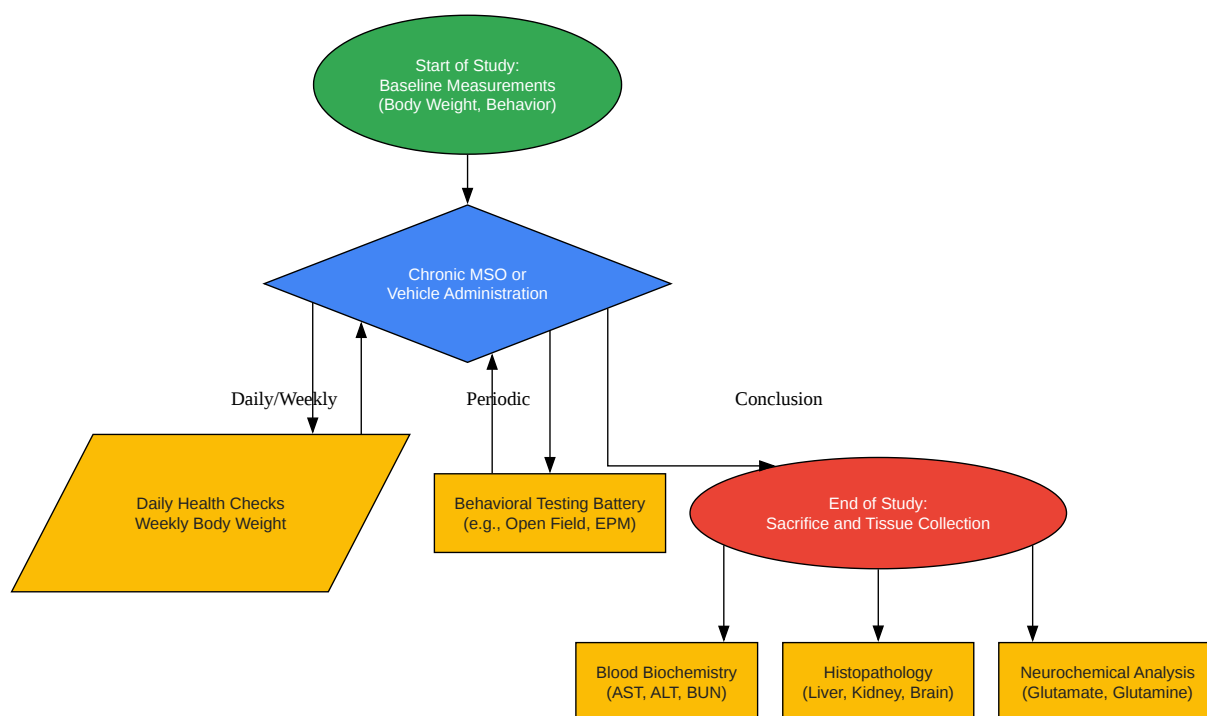 Start of Study:
Baseline Measurements
(Body Weight, Behavior)
Chronic MSO or
Vehicle Administration
Daily/Weekly
Periodic
Conclusion
Daily Health Checks
Weekly Body Weight
Behavioral Testing Battery
(e.g., Open Field, EPM)
End of Study:
Sacrifice and Tissue Collection
Blood Biochemistry
(AST, ALT, BUN)
Histopathology
(Liver, Kidney, Brain)
Neurochemical Analysis
(Glutamate, Glutamine)